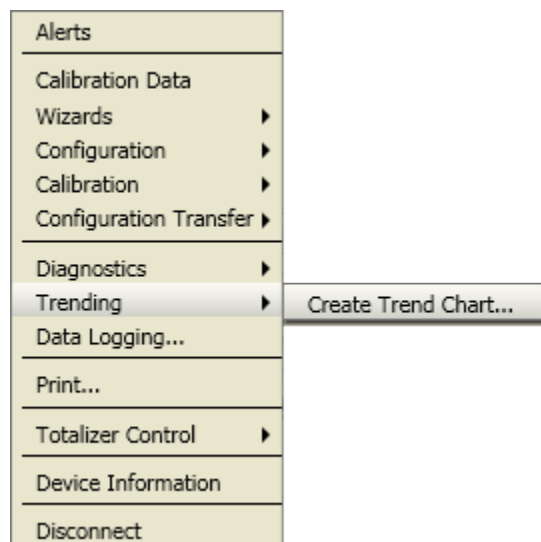 Alerts
Calibration Data
Wizards
Configuration
Calibration
Configuration Transfer
Diagnostics
Trending
Create Trend Chart...
Data Logging...
Print...
Totalizer Control
Device Information
Disconnect